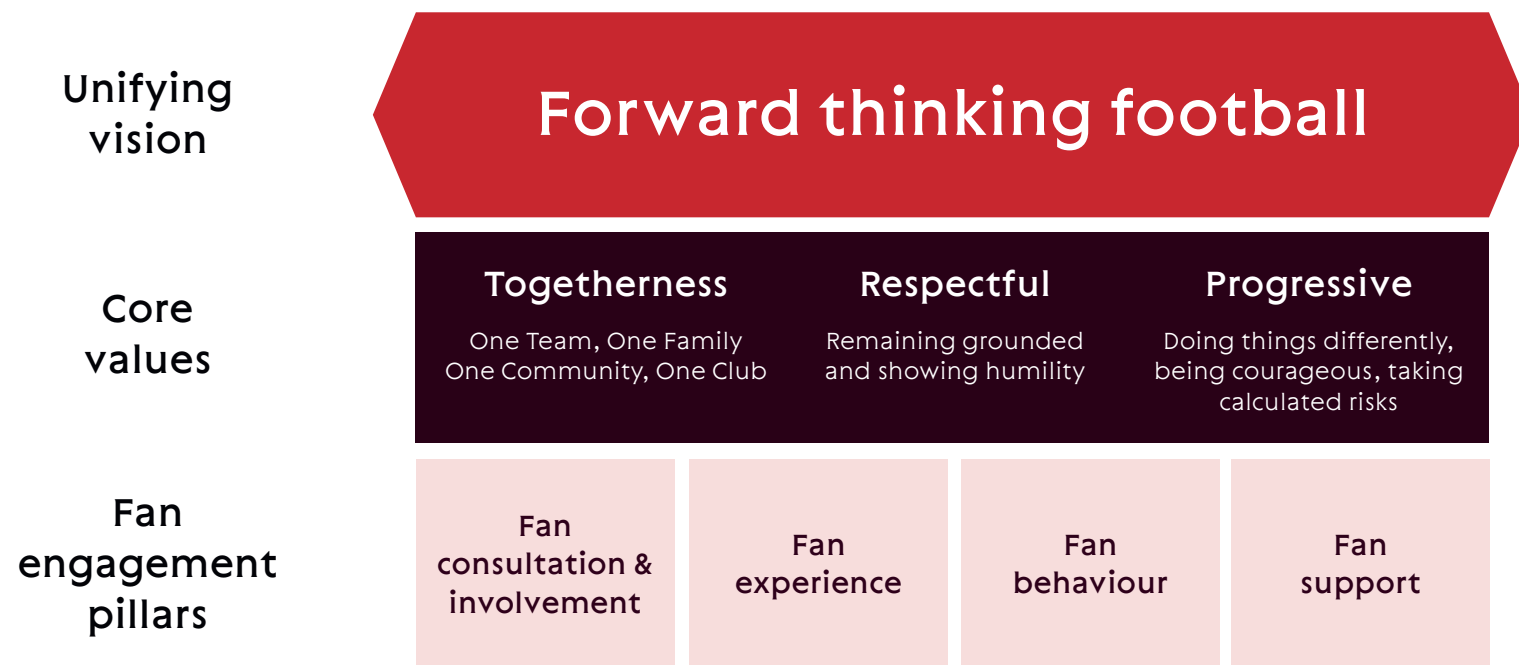 Unifying
vision
Forward thinking football
Core
values
Togetherness
One Team, One Family
One Community, One Club
Respectful
Remaining grounded
and showing humility
Progressive
Doing things differently,
being courageous, taking
calculated risks
Fan
engagement
pillars
Fan
consultation &
involvement
Fan
experience
Fan
behaviour
Fan
support